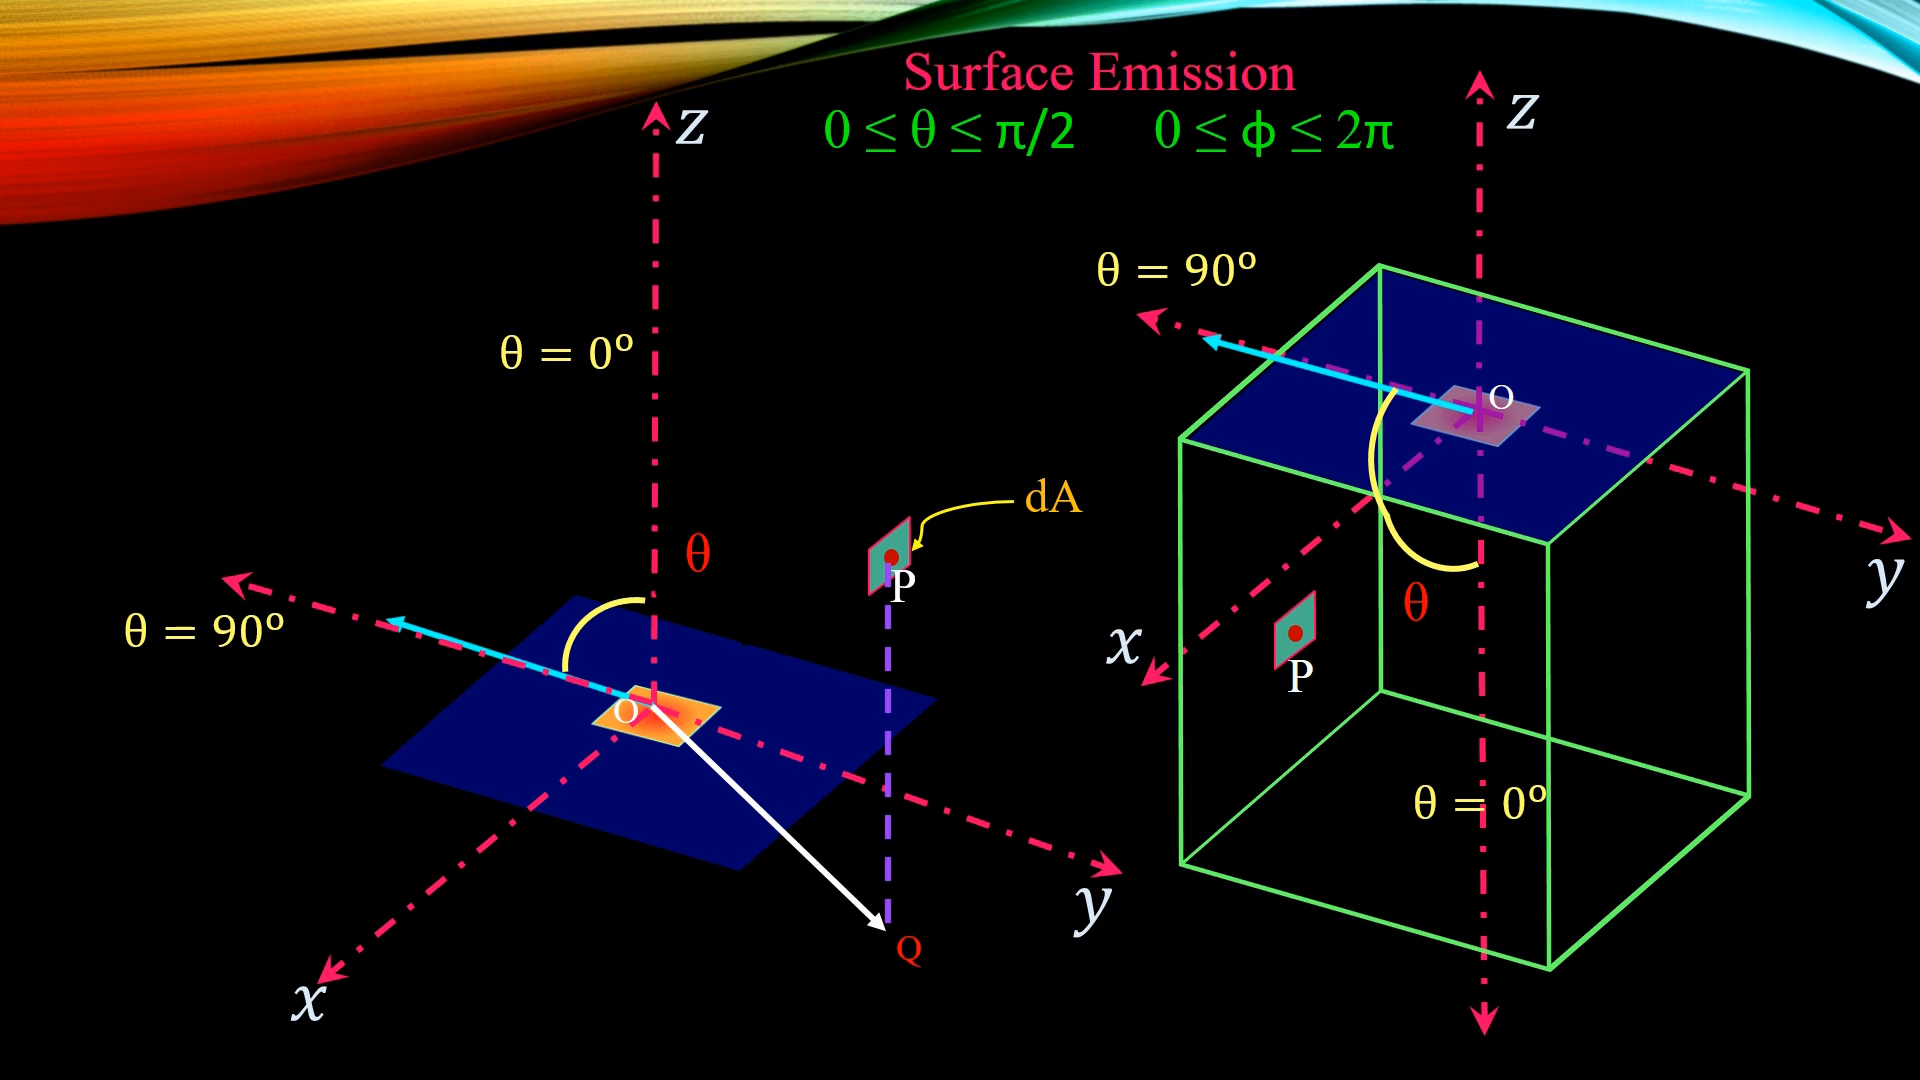 Surface Emission
0 ≤ θ ≤ π/2 0 ≤ ϕ ≤ 2π
z
θ = 0º
θ
θ = 90º
O
dA
P
Q
x
y
z
θ = 90º
O
y
x
θ
P
θ = 0º